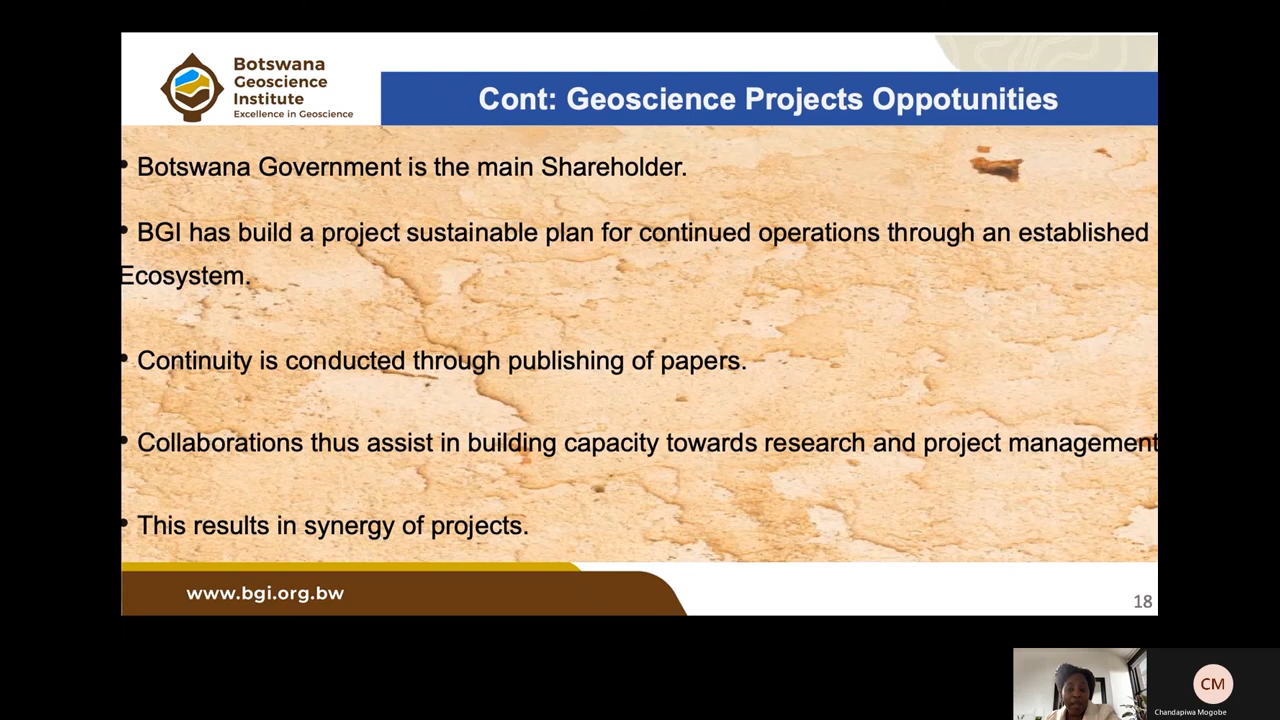 Botswana
Geoscience
Institute
Excellence in Geoscience
Cont: Geoscience Projects Oppotunities
• Botswana Government is the main Shareholder.
• BGI has build a project sustainable plan for continued operations through an established
Ecosystem.
• Continuity is conducted through publishing of papers.
• Collaborations thus assist in building capacity towards research and project management
• This results in synergy of projects.
www.bgi.org.bw
18
CM
Chandapiwa Mogobe